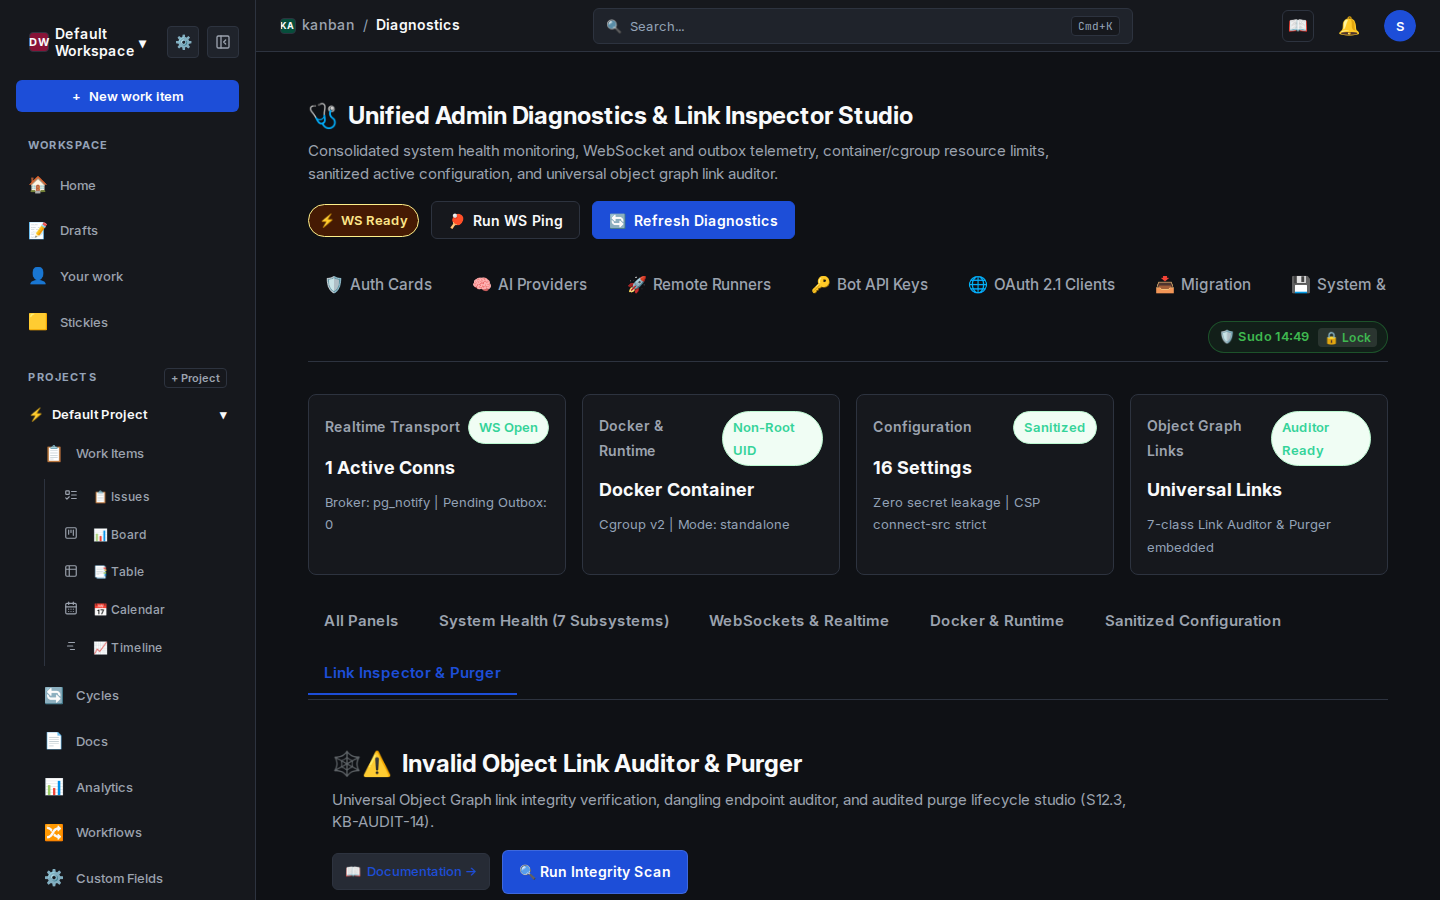 DW Default Workspace ▾
+ New work item
WORKSPACE
Home
Drafts
Your work
Stickies
PROJECTS
+ Project
Default Project ▾
Work Items
Issues
Board
Table
Calendar
Timeline
Cycles
Docs
Analytics
Workflows
Custom Fields
KA kanban / Diagnostics
Search...
Cmd+K
S
Unified Admin Diagnostics & Link Inspector Studio
Consolidated system health monitoring, WebSocket and outbox telemetry, container/cgroup resource limits,
sanitized active configuration, and universal object graph link auditor.
WS Ready
Run WS Ping
Refresh Diagnostics
Auth Cards
AI Providers
Remote Runners
Bot API Keys
OAuth 2.1 Clients
Migration
System &
Sudo 14:49
Lock
Realtime Transport
WS Open
1 Active Conns
Broker: pg_notify | Pending Outbox:
0
Docker &
Runtime
Non-Root
UID
Docker Container
Cgroup v2 | Mode: standalone
Configuration
Sanitized
16 Settings
Zero secret leakage | CSP
connect-src strict
Object Graph
Links
Auditor
Ready
Universal Links
7-class Link Auditor & Purger
embedded
All Panels
System Health (7 Subsystems)
WebSockets & Realtime
Docker & Runtime
Sanitized Configuration
Link Inspector & Purger
Invalid Object Link Auditor & Purger
Universal Object Graph link integrity verification, dangling endpoint auditor, and audited purge lifecycle studio (S12.3,
KB-AUDIT-14).
Documentation →
Run Integrity Scan